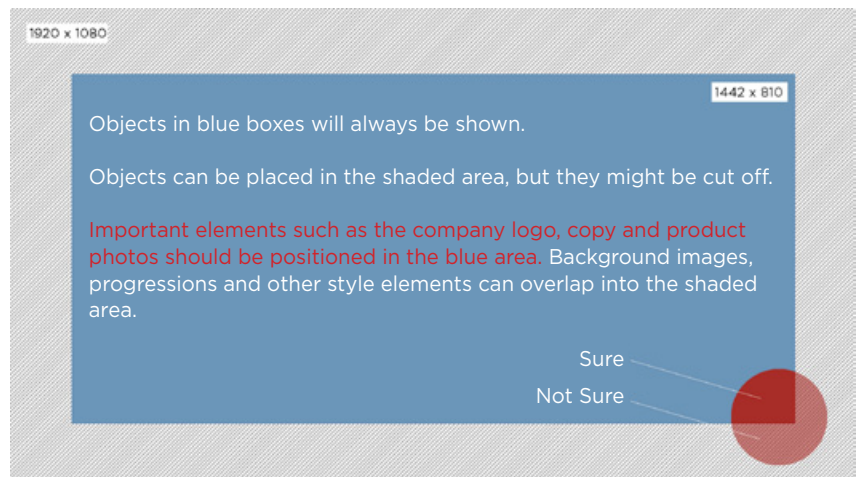 1920 x 1080
1442 x 810
Objects in blue boxes will always be shown.
Objects can be placed in the shaded area, but they might be cut off.
Important elements such as the company logo, copy and product
photos should be positioned in the blue area. Background images,
progressions and other style elements can overlap into the shaded
area.
Sure
Not Sure